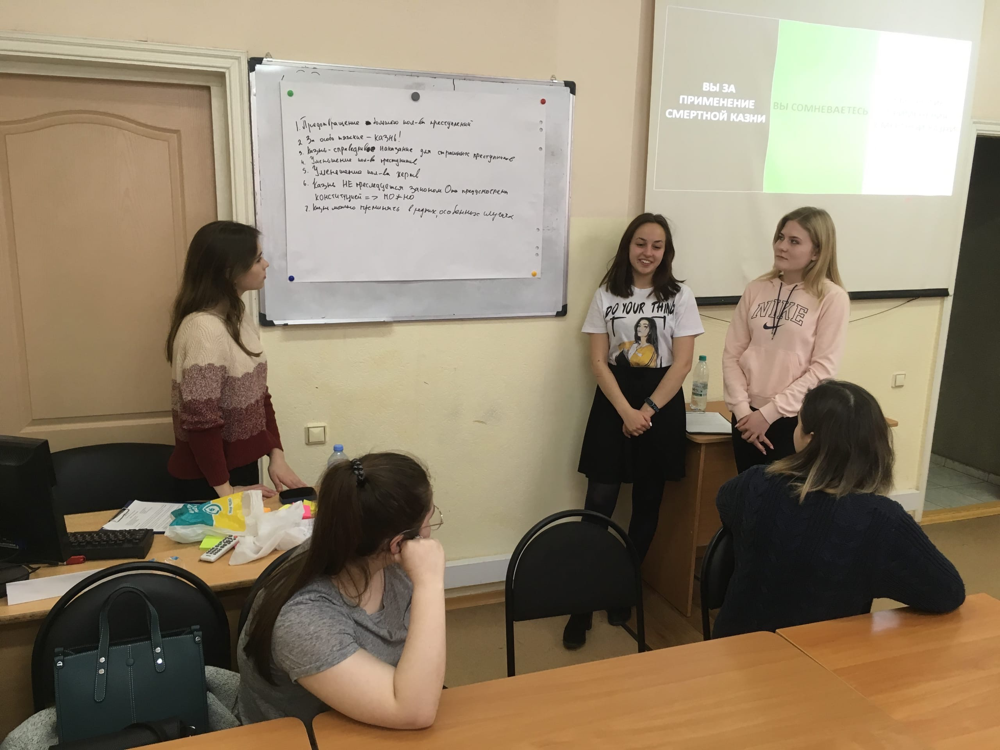 1. Предотвращение большого кол-ва преступлений
2 За особо тяжкие – казнь!
3. Казнь - справедливое наказание для страшных преступников
4. Уменьшение кол-ва преступников
5. Уменьшение кол-ва жертв
6. Казнь НЕ преследуется законом. Она предусмотрена
конституцией => можно
7. Казнь можно применять в редких, особенных случаях
ВЫ ЗА
ПРИМЕНЕНИЕ
СМЕРТНОЙ КАЗНИ
ВЫ СОМНЕВАЕТЕСЬ
DO YOUR THING
NIKE